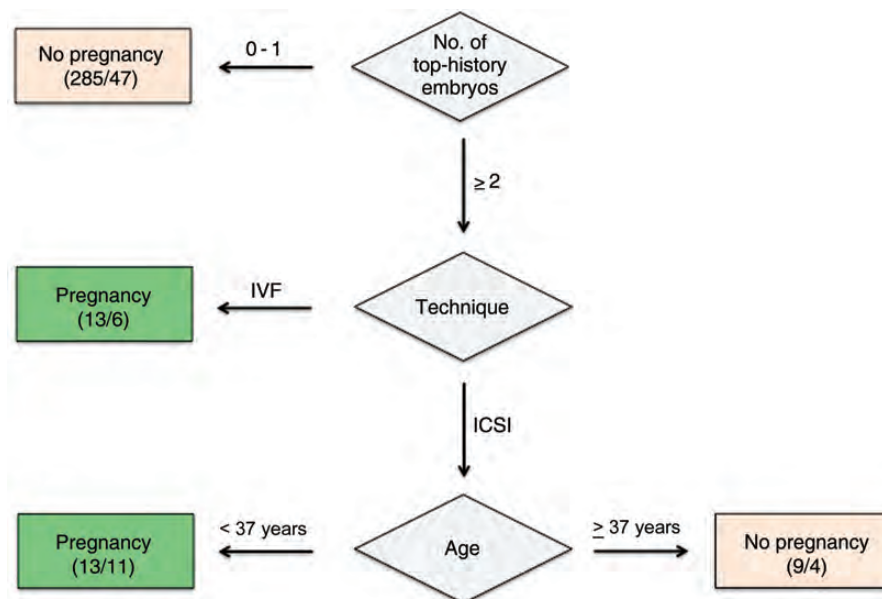 No pregnancy
(285/47)
0 - 1
No. of
top-history
embryos
≥ 2
Pregnancy
(13/6)
IVF
Technique
ICSI
Pregnancy
(13/11)
< 37 years
Age
≥ 37 years
No pregnancy
(9/4)